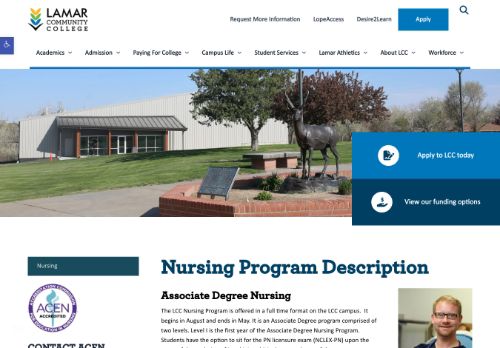 LAMAR
COMMUNITY
COLLEGE
Request More Information
LopeAccess
Desire2Learn
Apply
Academics
Admission
Paying For College
Campus Life
Student Services
Lamar Athletics
About LCC
Workforce
Apply to LCC today
View our funding options
Nursing
Nursing Program Description
ACEN
ACCREDITED
Associate Degree Nursing
The LCC Nursing Program is offered in a full time format on the LCC campus. It
begins in August and ends in May. It is an Associate Degree program comprised of
two levels. Level I is the first year of the Associate Degree Nursing Program.
Students have the option to sit for the PN licensure exam (NCLEX-PN) upon the
CONTACT ACEN